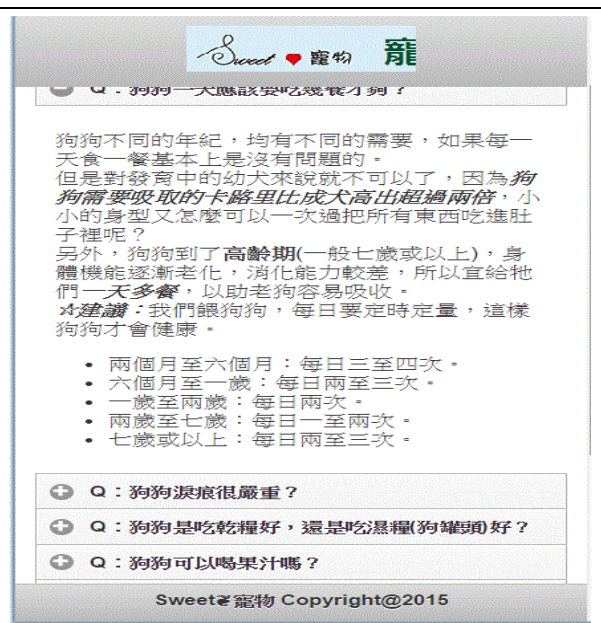 Sweet ♥ 寵物 寵
Q：狗狗一天應該要吃幾餐才夠？
狗狗不同的年紀，均有不同的需要，如果每一
天食一餐基本上是沒有問題的。
但是對發育中的幼犬來說就不可以了，因為狗
狗需要吸取的卡路里比成犬高出超過兩倍，小
小的身型又怎麼可以一次過把所有東西吃進肚
子裡呢？
另外，狗狗到了高齡期(一般七歲或以上)，身
體機能逐漸老化，消化能力較差，所以宜給牠
們一天多餐，以助老狗容易吸收。
建議：我們餵狗狗，每日要定時定量，這樣
狗狗才會健康。
• 兩個月至六個月：每日三至四次。
• 六個月至一歲：每日兩至三次。
• 一歲至兩歲：每日兩次。
• 兩歲至七歲：每日一至兩次。
• 七歲或以上：每日兩至三次。
Q：狗狗淚痕很嚴重？
Q：狗狗是吃乾糧好，還是吃濕糧(狗罐頭)好？
Q：狗狗可以喝果汁嗎？
Sweet❦寵物 Copyright@2015